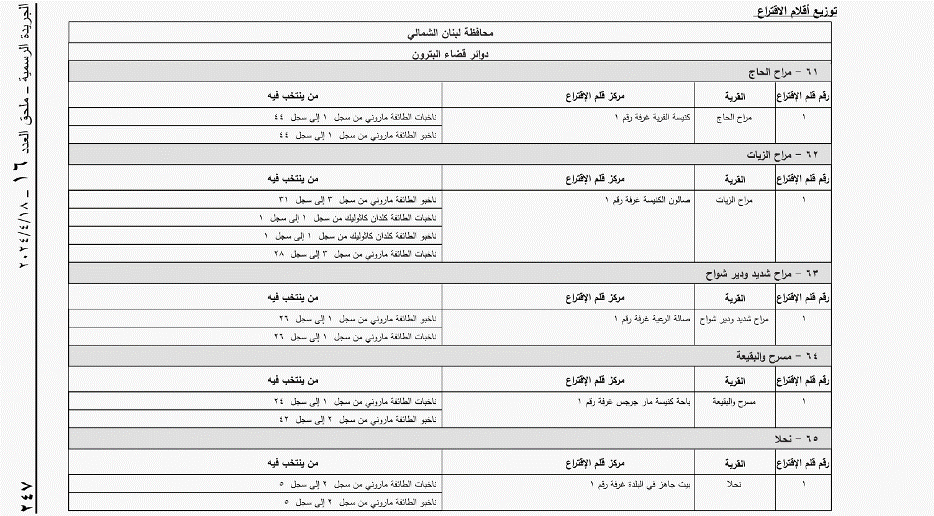 توزيع أقلام الاقتراع
محافظة لبنان الشمالي
دوائر قضاء البترون
٦١ - مراح الحاج
رقم قلم الإقتراع القرية مركز قلم الإقتراع من ينتخب فيه
١ مراح الحاج كنيسة القرية غرفة رقم ١ ناخبات الطائفة ماروني من سجل ١ إلى سجل ٤٤
ناخبو الطائفة ماروني من سجل ١ إلى سجل ٤٤
٦٢ - مراح الزيات
رقم قلم الإقتراع القرية مركز قلم الإقتراع من ينتخب فيه
١ مراح الزيات صالون الكنيسة غرفة رقم ١ ناخبو الطائفة ماروني من سجل ٣ إلى سجل ٣١
ناخبات الطائفة كلدان كاثوليك من سجل ١ إلى سجل ١
ناخبو الطائفة كلدان كاثوليك من سجل ١ إلى سجل ١
ناخبات الطائفة ماروني من سجل ٣ إلى سجل ٢٨
٦٣ - مراح شديد ودير شواح
رقم قلم الإقتراع القرية مركز قلم الإقتراع من ينتخب فيه
١ مراح شديد ودير شواح صالة الرعية غرفة رقم ١ ناخبو الطائفة ماروني من سجل ١ إلى سجل ٢٦
ناخبات الطائفة ماروني من سجل ١ إلى سجل ٢٦
٦٤ - مسرح والبقيعة
رقم قلم الإقتراع القرية مركز قلم الإقتراع من ينتخب فيه
١ مسرح والبقيعة باحة كنيسة مار جرجس غرفة رقم ١ ناخبات الطائفة ماروني من سجل ١ إلى سجل ٢٤
ناخبو الطائفة ماروني من سجل ٢ إلى سجل ٤٢
٦٥ - نحلا
رقم قلم الإقتراع القرية مركز قلم الإقتراع من ينتخب فيه
١ نحلا بيت جاهز في البلدة غرفة رقم ١ ناخبات الطائفة ماروني من سجل ٢ إلى سجل ٥
ناخبو الطائفة ماروني من سجل ٢ إلى سجل ٥
الجريدة الرسمية – ملحق العدد ١٦ – ٢٠٢٤/٤/١٨
٢٤٧